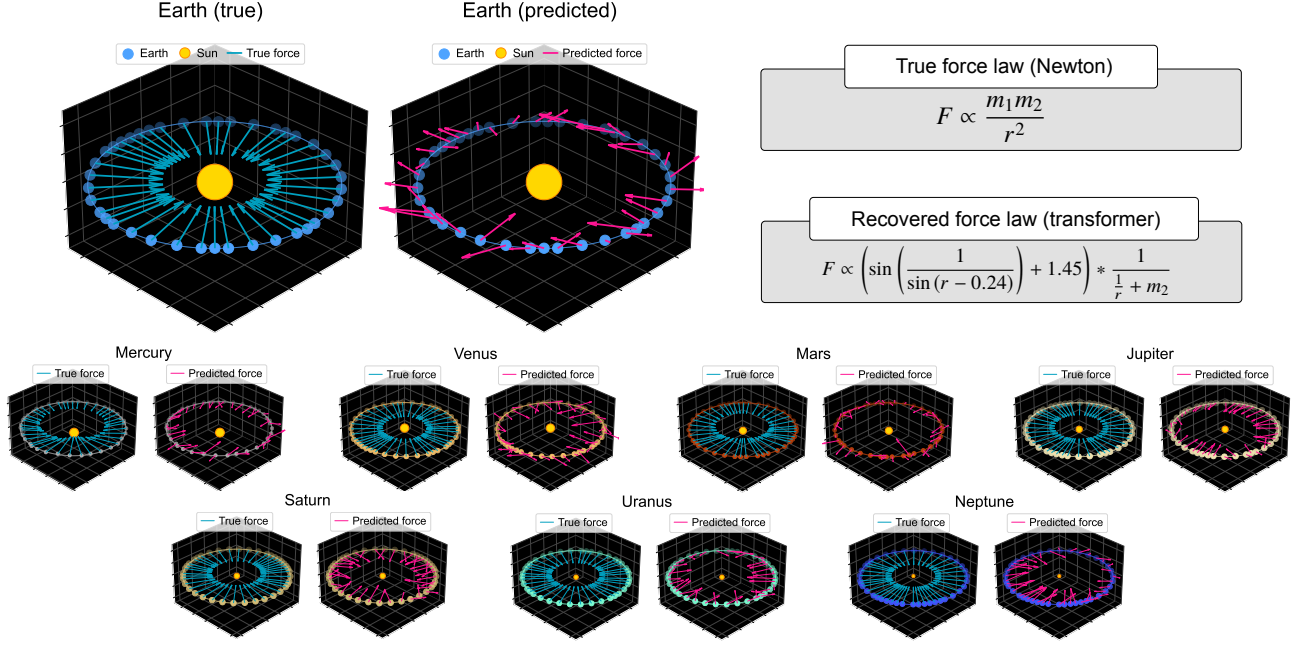 Earth (true)
Earth (predicted)
Earth Sun True force
Earth Sun Predicted force
True force law (Newton)
F ∝ m₁m₂ / r²
Recovered force law (transformer)
F ∝ ( sin ( 1 / sin (r − 0.24) ) + 1.45 ) * 1 / ( 1/r + m₂ )
Mercury
True force
Predicted force
Venus
True force
Predicted force
Mars
True force
Predicted force
Jupiter
True force
Predicted force
Saturn
True force
Predicted force
Uranus
True force
Predicted force
Neptune
True force
Predicted force